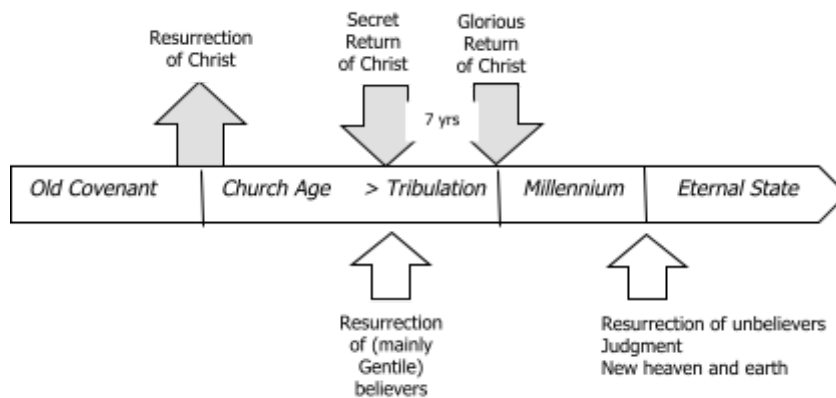 Resurrection
of Christ
Secret
Return
of Christ
Glorious
Return
of Christ
7 yrs
Old Covenant
Church Age
> Tribulation
Millennium
Eternal State
Resurrection
of (mainly
Gentile)
believers
Resurrection of unbelievers
Judgment
New heaven and earth